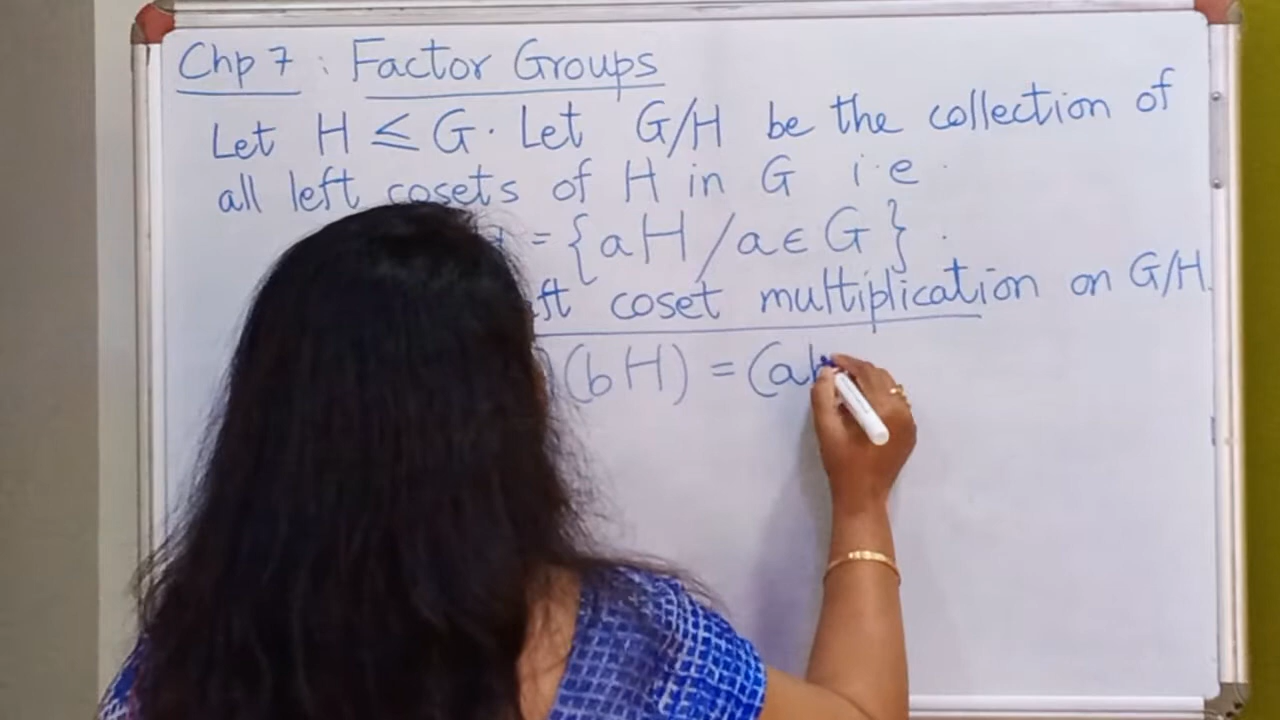 Chp 7 : Factor Groups
Let H ≤ G. Let G/H be the collection of
all left cosets of H in G i.e.
= {aH / a ∈ G}.
coset multiplication on G/H.
(bH) = (ab